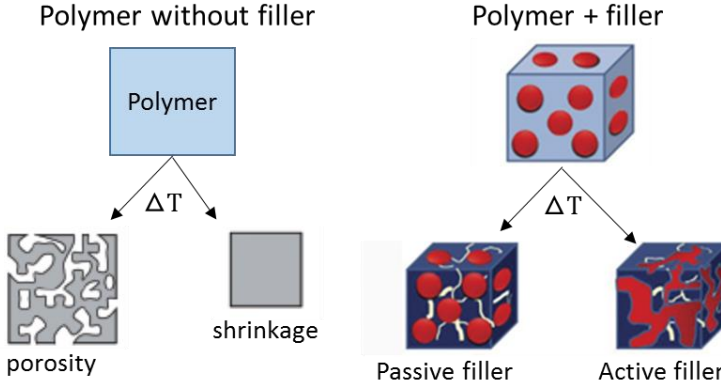 Polymer without filler
Polymer + filler
Polymer
ΔT
ΔT
shrinkage
porosity
Passive filler
Active filler